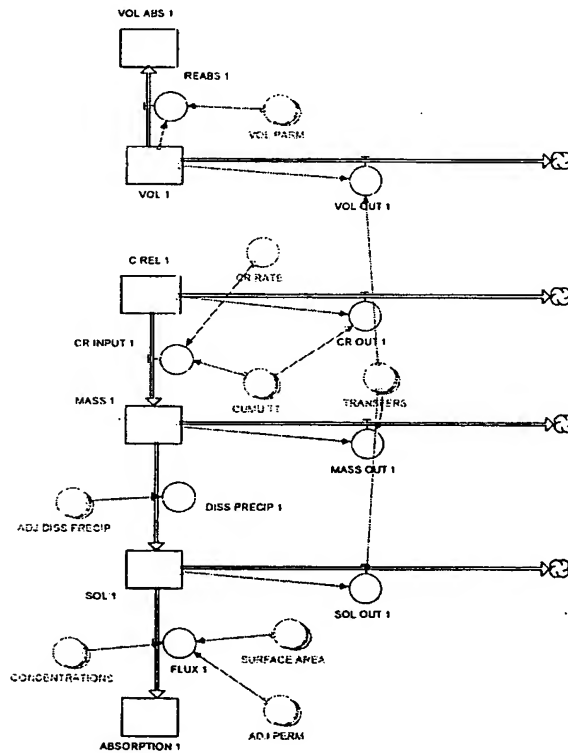 VOL ABS 1
REABS 1
VOL PARM
VOL 1
VOL OUT 1
C REL 1
CR RATE
CR INPUT 1
CR OUT 1
CUMU TT
TRANSFERS
MASS 1
MASS OUT 1
DISS PRECIP 1
ADJ DISS PRECIP
SOL 1
SOL OUT 1
CONCENTRATIONS
FLUX 1
SURFACE AREA
ADJ PERM
ABSORPTION 1